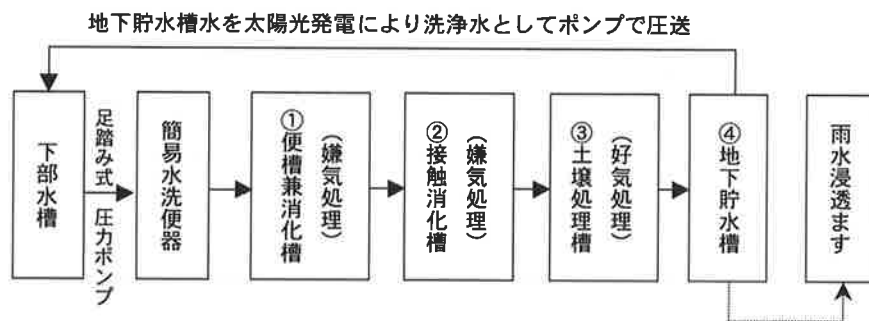 地下貯水槽水を太陽光発電により洗浄水としてポンプで圧送
下部水槽
足踏み式 圧力ポンプ
簡易水洗便器
①便槽兼消化槽
（嫌気処理）
②接触消化槽
（嫌気処理）
③土壌処理槽
（好気処理）
④地下貯水槽
雨水浸透ます